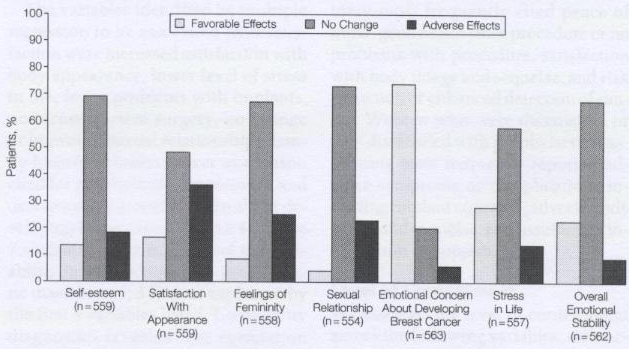 100
Favorable Effects No Change Adverse Effects
90
80
70
60
50
40
30
20
10
0
Patients, %
Self-esteem
(n=559)
Satisfaction
With
Appearance
(n=559)
Feelings of
Femininity
(n=558)
Sexual
Relationship
(n=554)
Emotional Concern
About Developing
Breast Cancer
(n=563)
Stress
in Life
(n=557)
Overall
Emotional
Stability
(n=562)